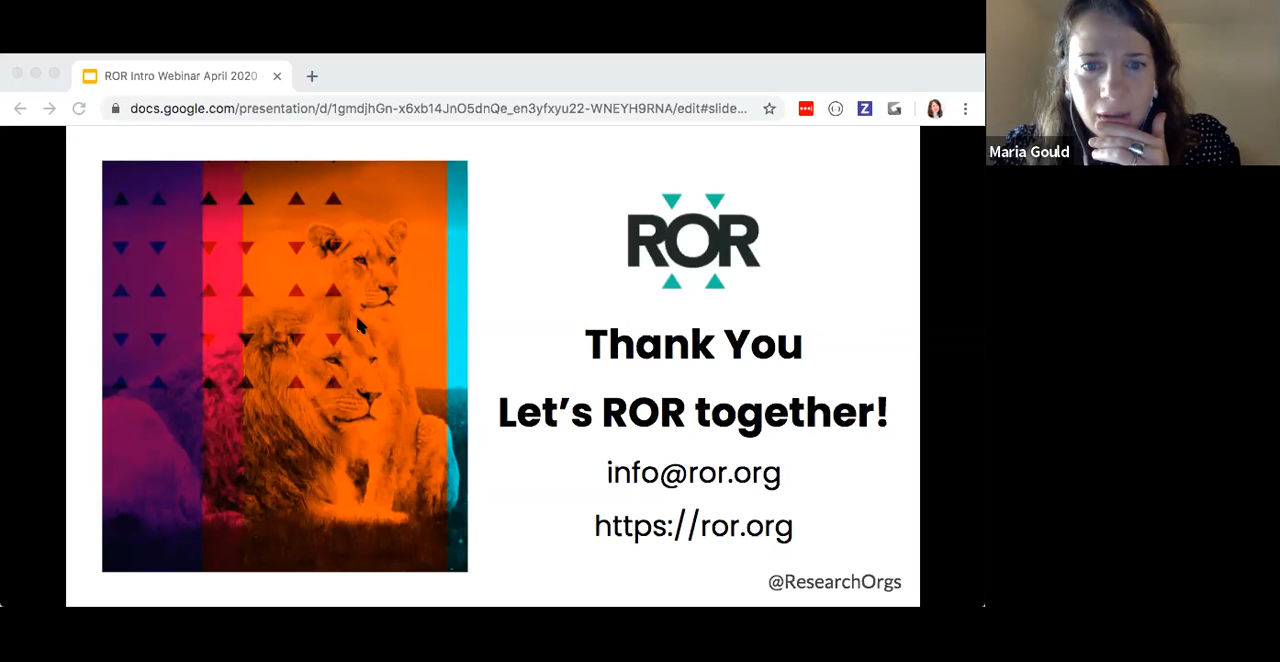 ROR Intro Webinar April 2020
docs.google.com/presentation/d/1gmdjhGn-x6xb14JnO5dnQe_en3yfxyu22-WNEYH9RNA/edit#slide...
Maria Gould
ROR
Thank You
Let's ROR together!
info@ror.org
https://ror.org
@ResearchOrgs